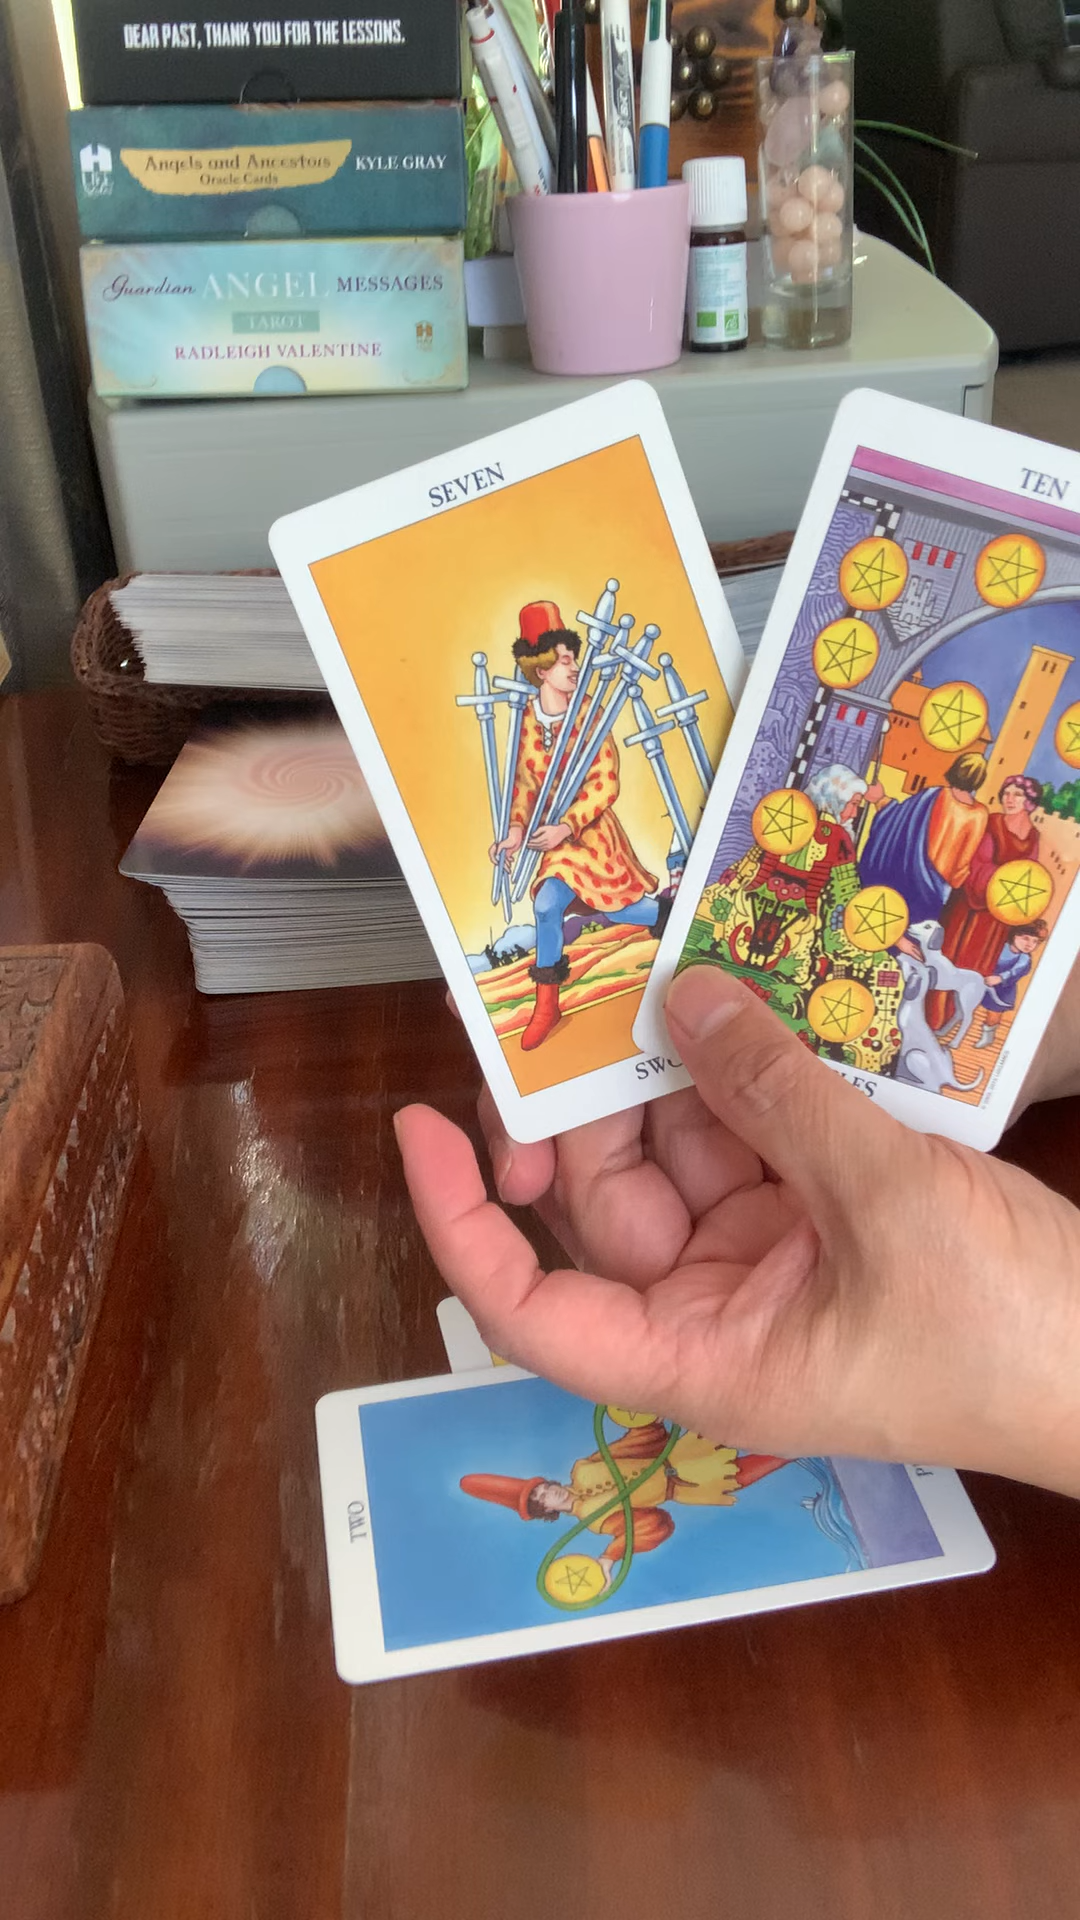 DEAR PAST, THANK YOU FOR THE LESSONS.
Angels and Ancestors
Oracle Cards
KYLE GRAY
Guardian ANGEL MESSAGES
TAROT
RADLEIGH VALENTINE
SEVEN
TEN
TWO